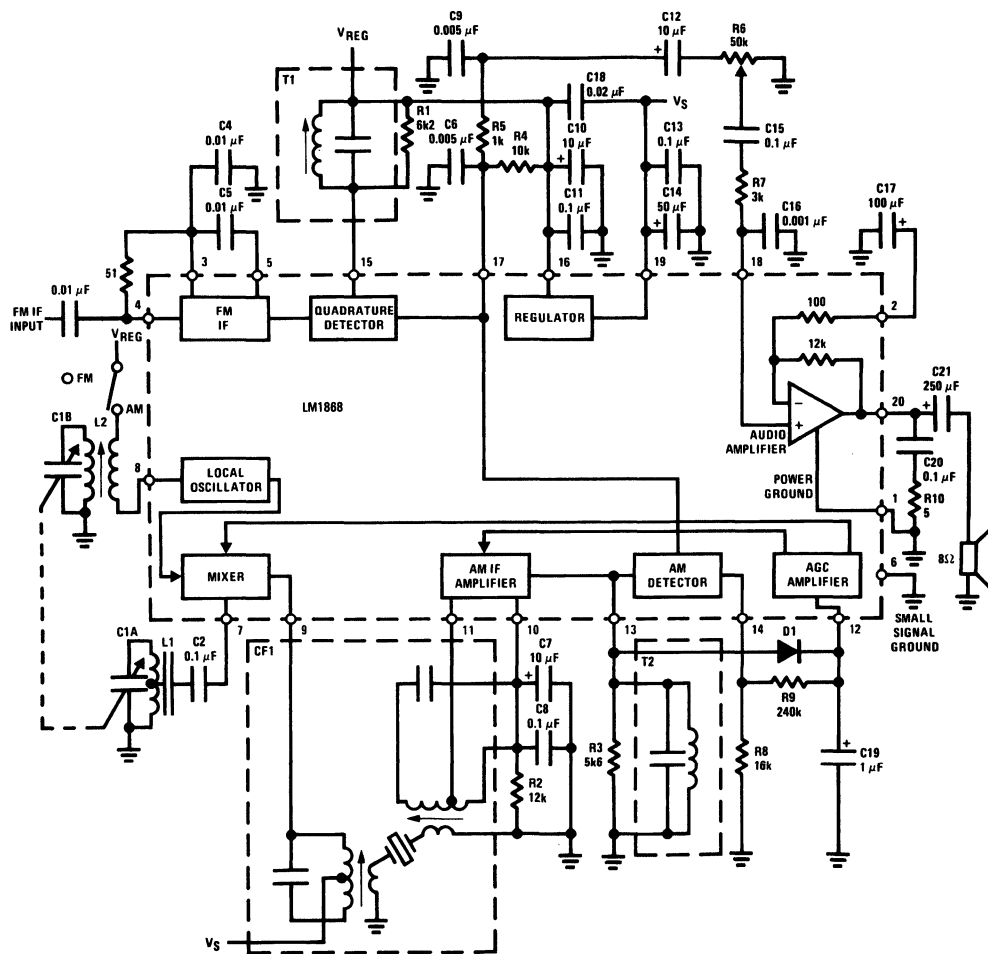 C9
0.005 μF
C12
10 μF
+
R6
50k
VREG
T1
C18
0.02 μF
VS
R1
6k2
C6
0.005 μF
R5
1k
R4
10k
C10
10 μF
+
C13
0.1 μF
C15
0.1 μF
C4
0.01 μF
C5
0.01 μF
C11
0.1 μF
C14
50 μF
+
R7
3k
C16
0.001 μF
C17
100 μF
+
51
3
5
15
17
16
19
18
0.01 μF
FM IF
INPUT
4
FM
IF
QUADRATURE
DETECTOR
REGULATOR
100
2
12k
VREG
FM
AM
LM1868
−
+
AUDIO
AMPLIFIER
20
C21
250 μF
+
C1B
L2
8
LOCAL
OSCILLATOR
POWER
GROUND
C20
0.1 μF
R10
5
1
8Ω
MIXER
AM IF
AMPLIFIER
AM
DETECTOR
AGC
AMPLIFIER
6
SMALL
SIGNAL
GROUND
7
9
11
10
13
14
12
C1A
L1
C2
0.1 μF
CF1
C7
10 μF
+
C8
0.1 μF
R2
12k
T2
D1
R9
240k
R3
5k6
R8
16k
C19
1 μF
+
VS